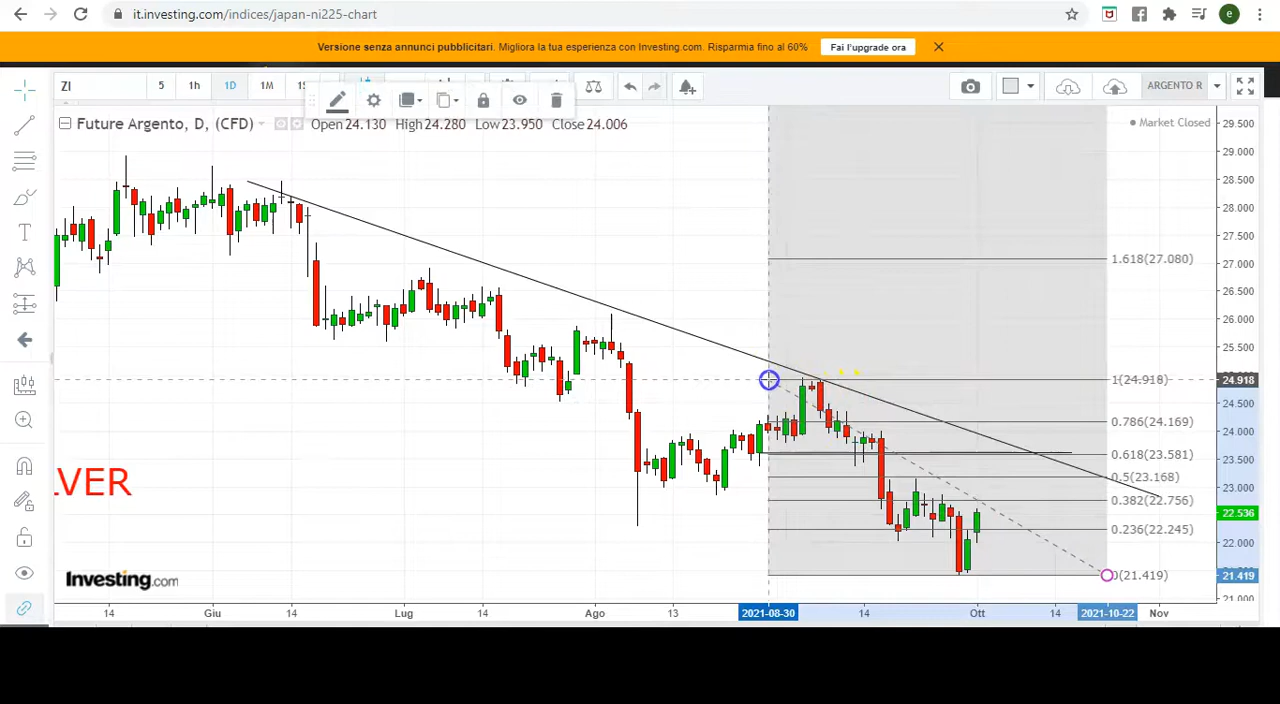 it.investing.com/indices/japan-ni225-chart
e
Versione senza annunci pubblicitari. Migliora la tua esperienza con Investing.com. Risparmia fino al 60%
Fai l'upgrade ora
ZI 5 1h 1D 1M
ARGENTO R
Future Argento, D, (CFD)
Open 24.130 High 24.280 Low 23.950 Close 24.006
Market Closed
29.500
29.000
28.500
28.000
27.500
1.618(27.080)
27.000
26.500
26.000
25.500
1(24.918)
24.918
24.500
0.786(24.169)
24.000
0.618(23.581)
23.500
0.5(23.168)
23.000
0.382(22.756)
22.536
0.236(22.245)
22.000
0(21.419)
21.419
21.000
LVER
Investing.com
14 Giu 14 Lug 14 Ago 13 2021-08-30 14 Ott 14 2021-10-22 Nov